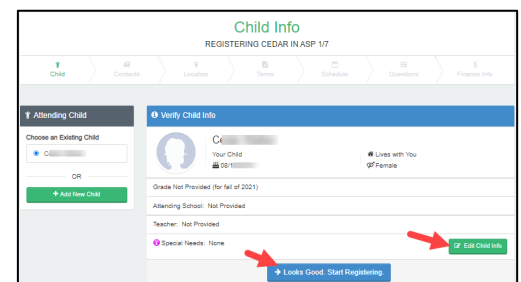 Child Info
REGISTERING CEDAR IN ASP 1/7
Child
Contacts
Location
Terms
Schedule
Questions
Finance Info
Attending Child
Choose an Existing Child
OR
+ Add New Child
Verify Child Info
Your Child
08/1
Lives with You
Female
Grade Not Provided (for fall of 2021)
Attending School: Not Provided
Teacher: Not Provided
Special Needs: None
Edit Child Info
Looks Good. Start Registering.